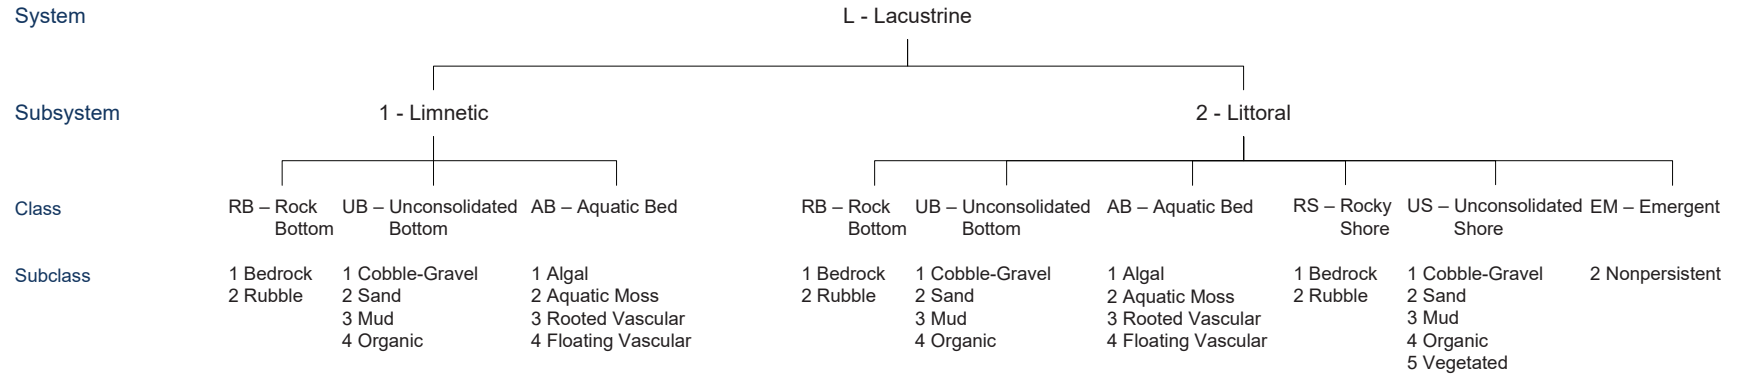 System
L - Lacustrine
Subsystem
1 - Limnetic
2 - Littoral
Class
RB – Rock
Bottom
UB – Unconsolidated
Bottom
AB – Aquatic Bed
RB – Rock
Bottom
UB – Unconsolidated
Bottom
AB – Aquatic Bed
RS – Rocky
Shore
US – Unconsolidated
Shore
EM – Emergent
Subclass
1 Bedrock
2 Rubble
1 Cobble-Gravel
2 Sand
3 Mud
4 Organic
1 Algal
2 Aquatic Moss
3 Rooted Vascular
4 Floating Vascular
1 Bedrock
2 Rubble
1 Cobble-Gravel
2 Sand
3 Mud
4 Organic
1 Algal
2 Aquatic Moss
3 Rooted Vascular
4 Floating Vascular
1 Bedrock
2 Rubble
1 Cobble-Gravel
2 Sand
3 Mud
4 Organic
5 Vegetated
2 Nonpersistent